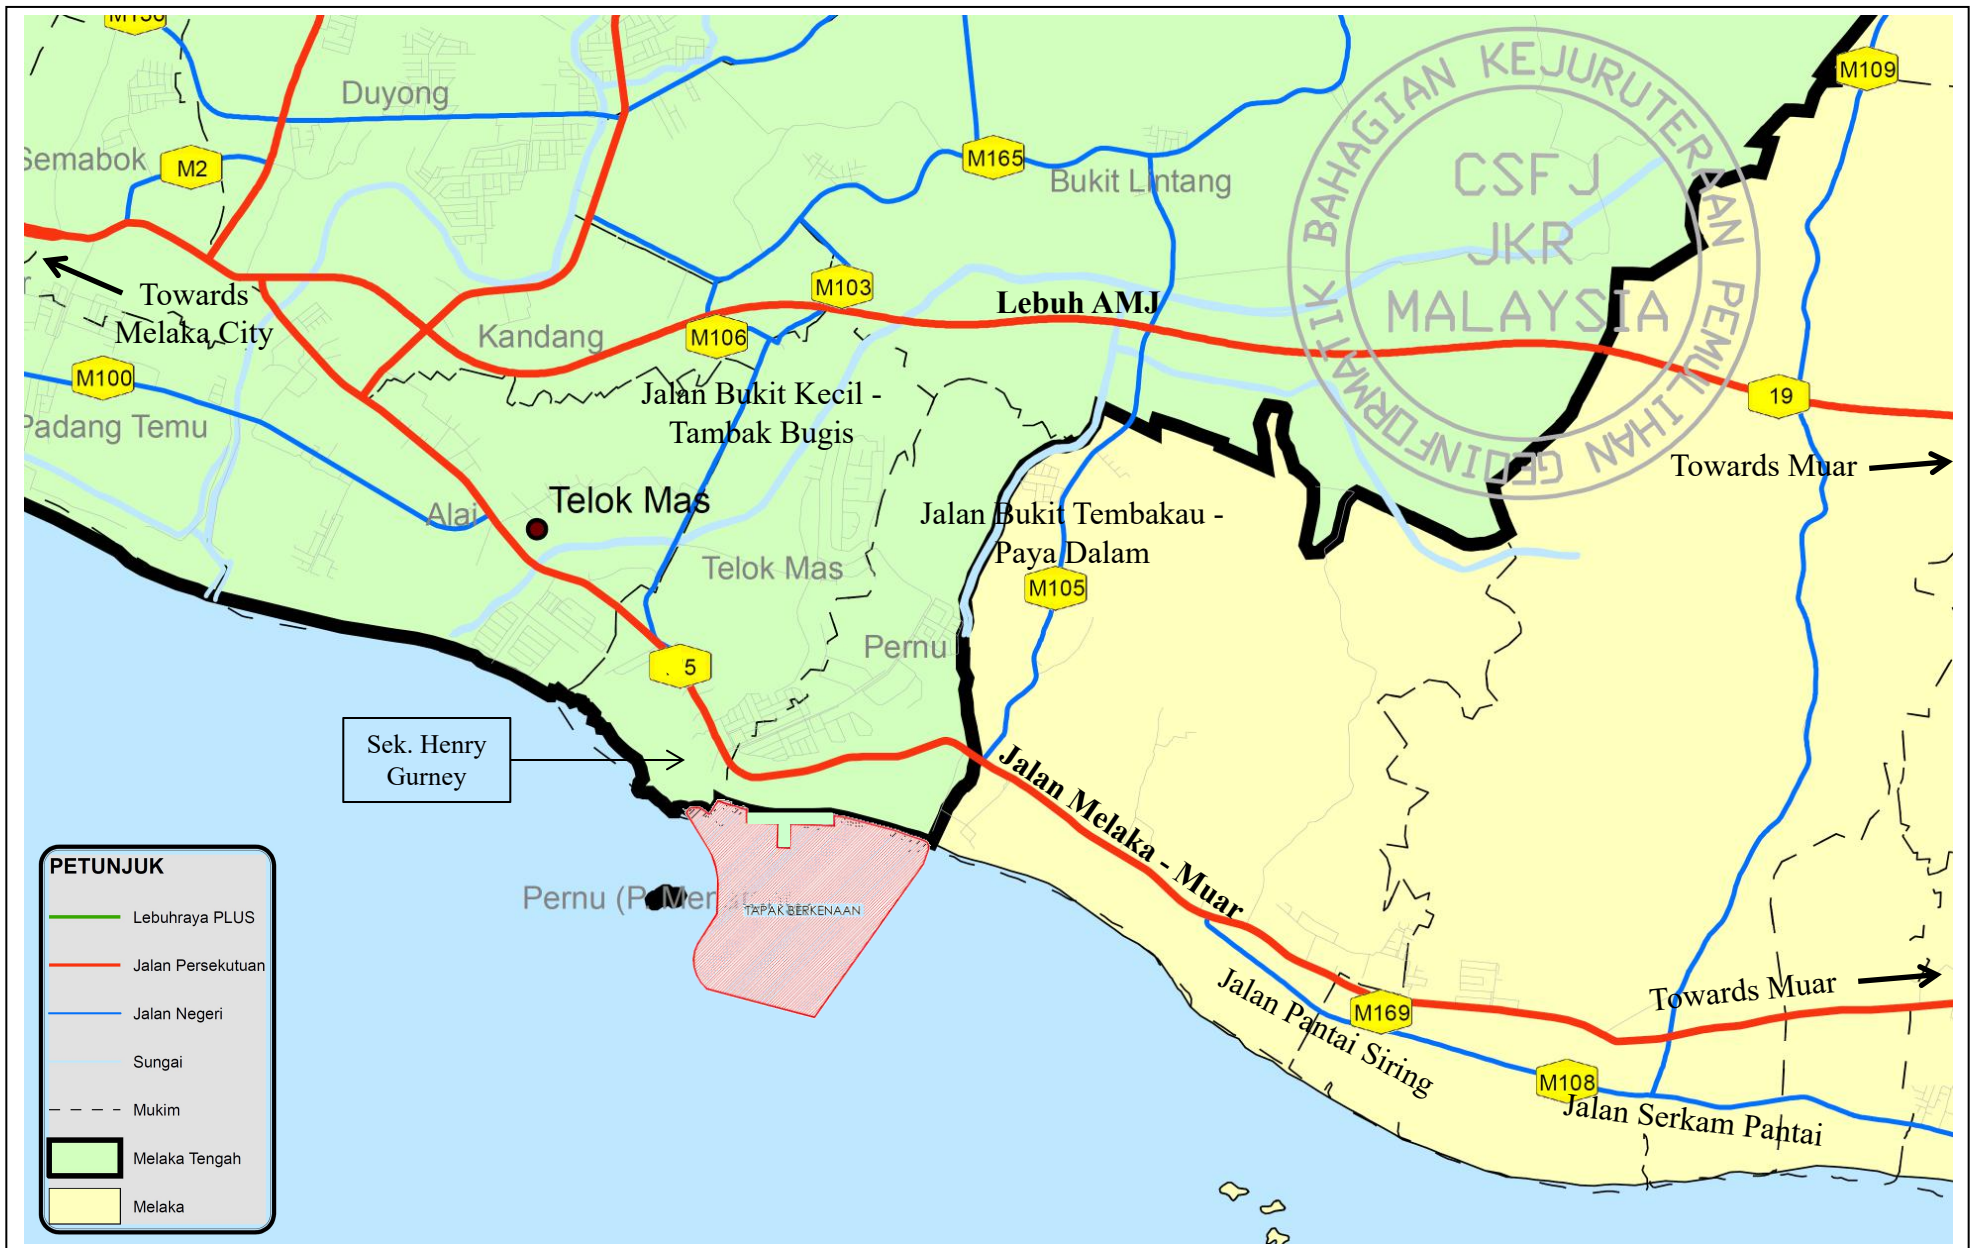 Duyong
M109
Semabok
M2
M165
Bukit Lintang
BAHAGIAN KEJURUTERAAN PEMULIHAN GEOINFORMATIK
CSFJ
JKR
MALAYSIA
Towards
Melaka City
M103
Lebuh AMJ
Kandang
M106
M100
19
Jalan Bukit Kecil -
Tambak Bugis
Padang Temu
Towards Muar
Telok Mas
Alai
Jalan Bukit Tembakau -
Paya Dalam
Telok Mas
M105
Pernu
5
Sek. Henry
Gurney
Jalan Melaka - Muar
Pernu (P.
TAPAK BERKENAAN
Towards Muar
M169
Jalan Pantai Siring
M108
Jalan Serkam Pantai
PETUNJUK
Lebuhraya PLUS
Jalan Persekutuan
Jalan Negeri
Sungai
Mukim
Melaka Tengah
Melaka